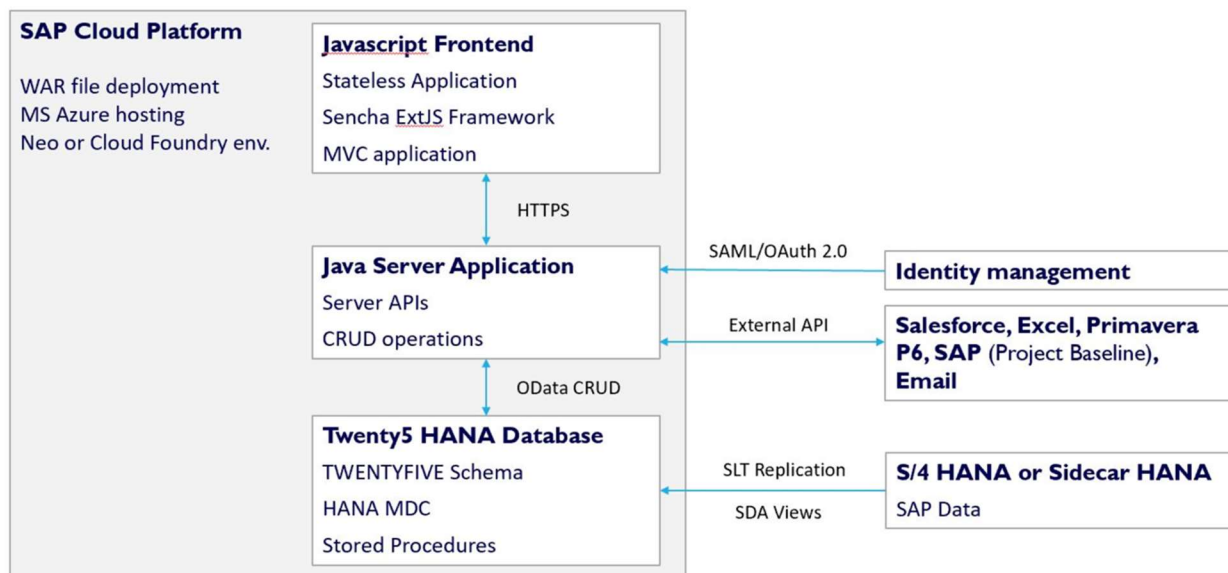 SAP Cloud Platform
WAR file deployment
MS Azure hosting
Neo or Cloud Foundry env.
Javascript Frontend
Stateless Application
Sencha ExtJS Framework
MVC application
HTTPS
Java Server Application
Server APIs
CRUD operations
SAML/OAuth 2.0
Identity management
External API
Salesforce, Excel, Primavera
P6, SAP (Project Baseline),
Email
OData CRUD
Twenty5 HANA Database
TWENTYFIVE Schema
HANA MDC
Stored Procedures
SLT Replication
SDA Views
S/4 HANA or Sidecar HANA
SAP Data